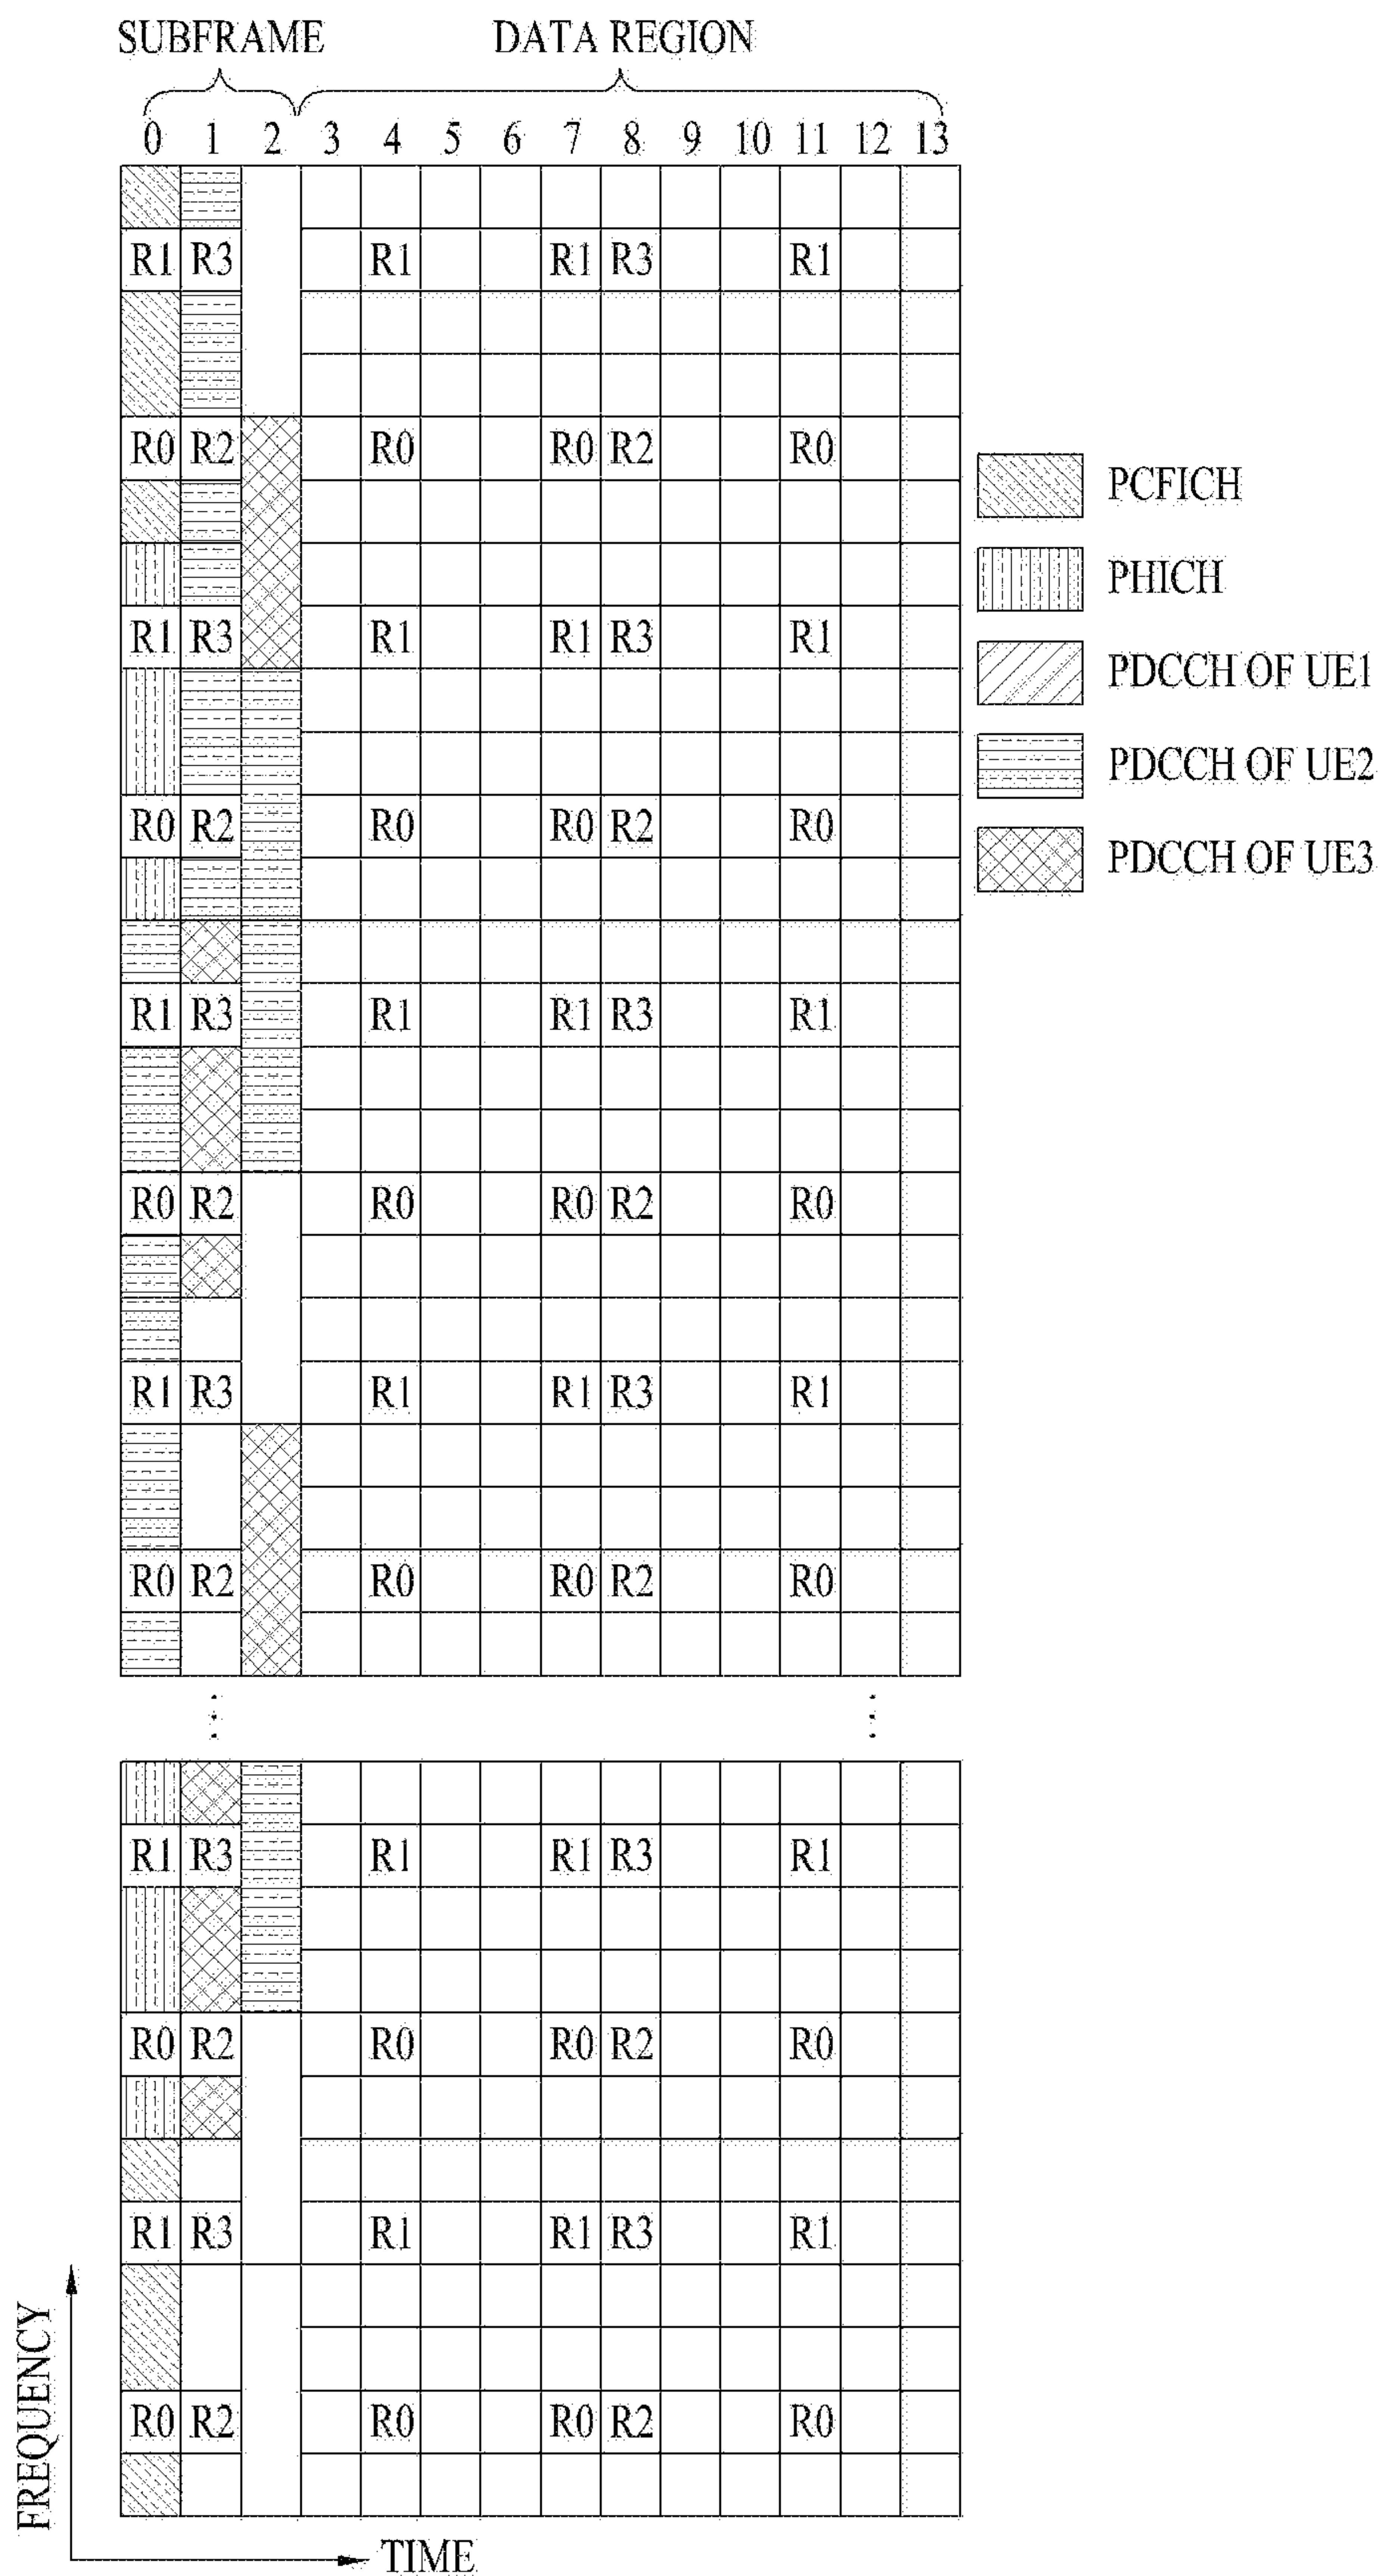 SUBFRAME DATA REGION
0 1 2 3 4 5 6 7 8 9 10 11 12 13
R1 R3 R1 R1 R3 R1
R0 R2 R0 R0 R2 R0
PCFICH
PHICH
R1 R3 R1 R1 R3 R1
PDCCH OF UE1
PDCCH OF UE2
R0 R2 R0 R0 R2 R0
PDCCH OF UE3
R1 R3 R1 R1 R3 R1
R0 R2 R0 R0 R2 R0
R1 R3 R1 R1 R3 R1
R0 R2 R0 R0 R2 R0
R1 R3 R1 R1 R3 R1
R0 R2 R0 R0 R2 R0
R1 R3 R1 R1 R3 R1
R0 R2 R0 R0 R2 R0
FREQUENCY
TIME